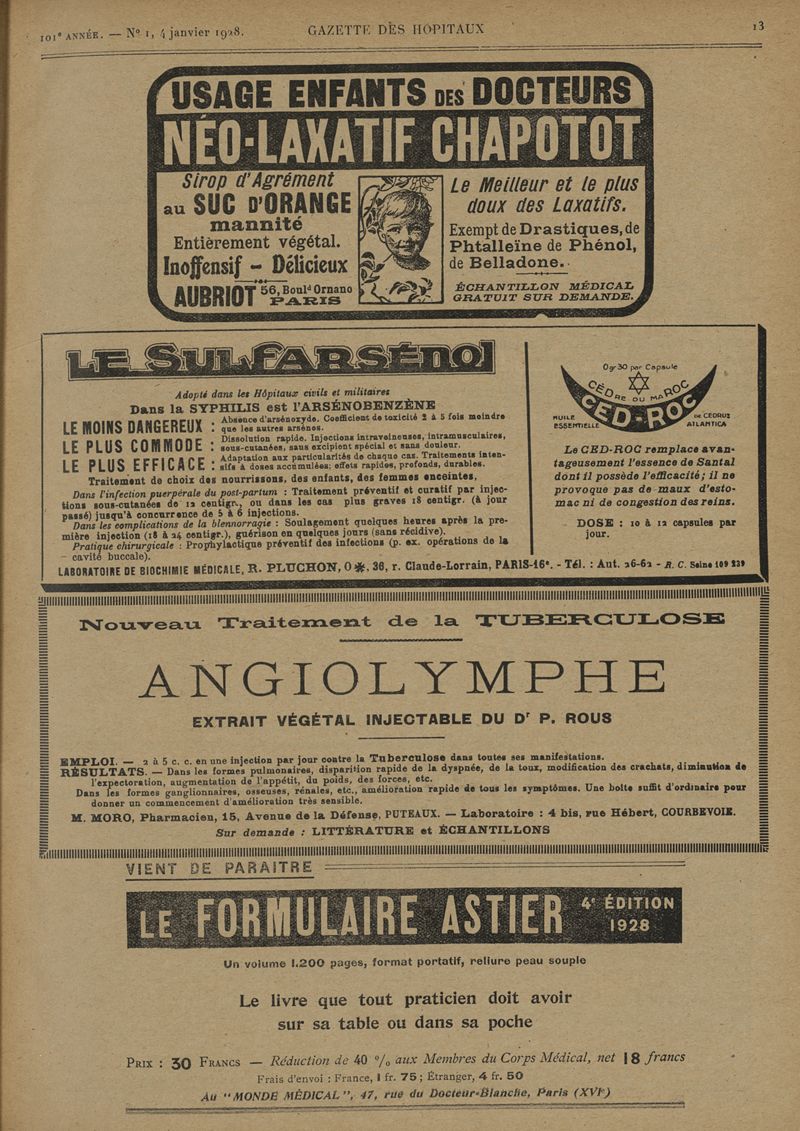 101e ANNÉE. — No 1, 4 janvier 1928.
GAZETTE DES HOPITAUX
13
USAGE ENFANTS DES DOCTEURS
NÉO-LAXATIF CHAPOTOT
Sirop d'Agrément
au SUC D'ORANGE
mannité
Entièrement végétal.
Inoffensif - Délicieux
AUBRIOT 56, Bould Ornano
PARIS
Le Meilleur et le plus
doux des Laxatifs.
Exempt de Drastiques, de
Phtalleïne de Phénol,
de Belladone.
ÉCHANTILLON MÉDICAL
GRATUIT SUR DEMANDE.
LE SULFARSÉNOL
Adopté dans les Hôpitaux civils et militaires
Dans la SYPHILIS est l'ARSÉNOBENZÈNE
LE MOINS DANGEREUX : Absence d'arsénoxyde. Coefficient de toxicité 2 à 5 fois moindre
que les autres arsénos.
LE PLUS COMMODE : Dissolution rapide. Injections intraveineuses, intramusculaires,
sous-cutanées, sans excipient spécial et sans douleur.
LE PLUS EFFICACE : Adaptation aux particularités de chaque cas. Traitements inten-
sifs à doses accumulées; effets rapides, profonds, durables.
Traitement de choix des nourrissons, des enfants, des femmes enceintes,
Dans l'infection puerpérale du post-partum : Traitement préventif et curatif par injec-
tions sous-cutanées de 12 centigr., ou dans les cas plus graves 18 centigr. (à jour
passé) jusqu'à concurrence de 5 à 6 injections.
Dans les complications de la blennorragie : Soulagement quelques heures après la pre-
mière injection (18 à 24 centigr.), guérison en quelques jours (sans récidive).
Pratique chirurgicale : Prophylactique préventif des infections (p. ex. opérations de la
cavité buccale).
LABORATOIRE DE BIOCHIMIE MÉDICALE, R. PLUCHON, O ✻, 36, r. Claude-Lorrain, PARIS-16e. - Tél. : Aut. 26-62 - R. C. Seine 109 239
0gr30 par Capsule
CÈDRE DU MAROC
CED-ROC
HUILE
ESSENTIELLE
DE CEDRUS
ATLANTICA
Le CED-ROC remplace avan-
tageusement l'essence de Santal
dont il possède l'efficacité; il ne
provoque pas de maux d'esto-
mac ni de congestion des reins.
DOSE : 10 à 12 capsules par
jour.
Nouveau Traitement de la TUBERCULOSE
ANGIOLYMPHE
EXTRAIT VÉGÉTAL INJECTABLE DU Dr P. ROUS
EMPLOI. — 2 à 5 c. c. en une injection par jour contre la Tuberculose dans toutes ses manifestations.
RÉSULTATS. — Dans les formes pulmonaires, disparition rapide de la dyspnée, de la toux, modification des crachats, diminution de
l'expectoration, augmentation de l'appétit, du poids, des forces, etc.
Dans les formes ganglionnaires, osseuses, rénales, etc., amélioration rapide de tous les symptômes. Une boîte suffit d'ordinaire pour
donner un commencement d'amélioration très sensible.
M. MORO, Pharmacien, 15, Avenue de la Défense, PUTEAUX. — Laboratoire : 4 bis, rue Hébert, COURBEVOIE.
Sur demande : LITTÉRATURE et ÉCHANTILLONS
VIENT DE PARAITRE
LE FORMULAIRE ASTIER 4e ÉDITION
1928
Un volume 1.200 pages, format portatif, reliure peau souple
Le livre que tout praticien doit avoir
sur sa table ou dans sa poche
PRIX : 30 FRANCS — Réduction de 40 % aux Membres du Corps Médical, net 18 francs
Frais d'envoi : France, 1 fr. 75 ; Étranger, 4 fr. 50
Au "MONDE MÉDICAL", 47, rue du Docteur-Blanche, Paris (XVIe)